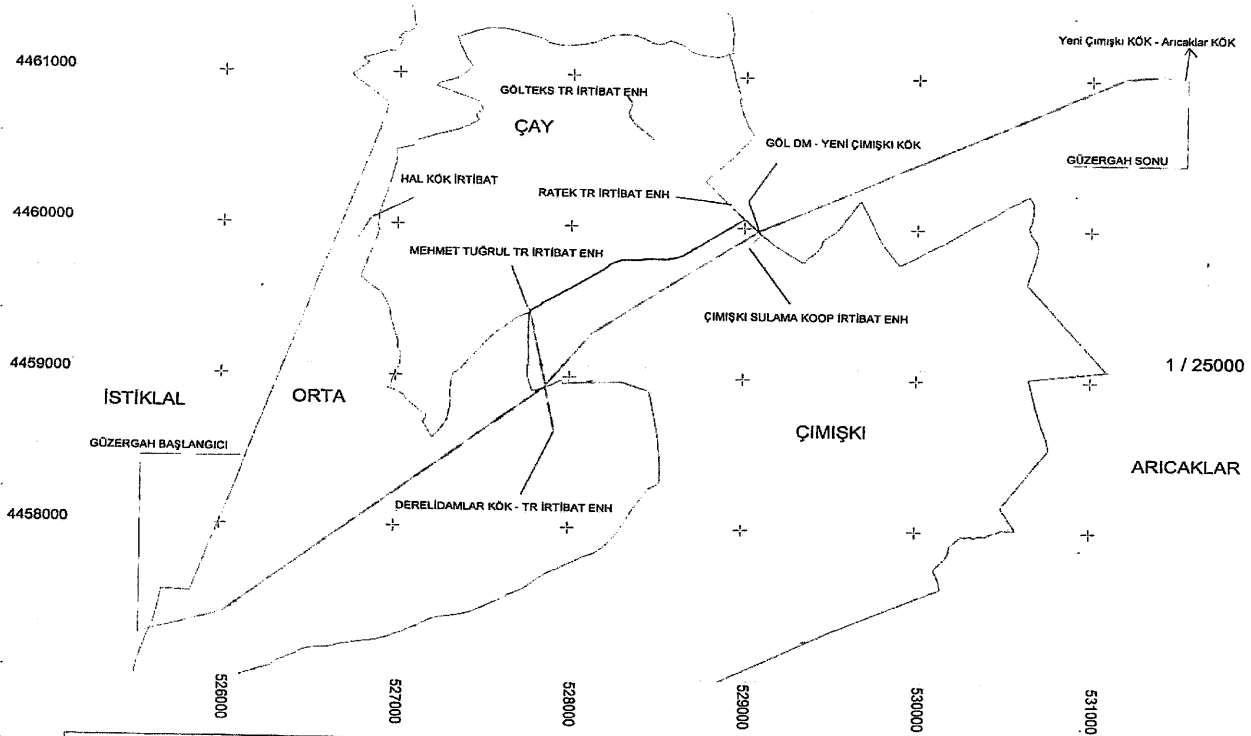 4461000
Yeni Çımışkı KÖK - Arıcaklar KÖK
GÖLTEKS TR İRTİBAT ENH
ÇAY
GÖL DM - YENİ ÇIMIŞKI KÖK
GÜZERGAH SONU
HAL KÖK İRTİBAT
RATEK TR İRTİBAT ENH
4460000
MEHMET TUĞRUL TR İRTİBAT ENH
ÇIMIŞKI SULAMA KOOP İRTİBAT ENH
4459000
1 / 25000
İSTİKLAL
ORTA
ÇIMIŞKI
GÜZERGAH BAŞLANGICI
ARICAKLAR
DERELİDAMLAR KÖK - TR İRTİBAT ENH
4458000
526000
527000
528000
529000
530000
531000